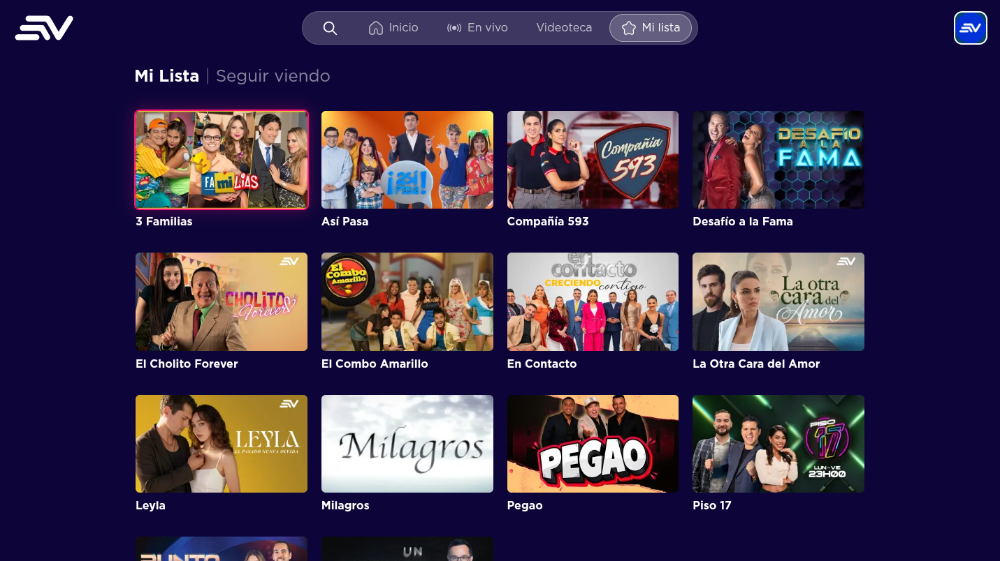 Inicio
En vivo
Videoteca
Mi lista
Mi Lista | Seguir viendo
3 FAMILIAS
¡así pasa!
Compañía 593
DESAFÍO A LA FAMA
3 Familias
Así Pasa
Compañía 593
Desafío a la Fama
CHOLITO Forever
El Combo Amarillo
en contacto
CRECIENDO contigo
La otra cara del Amor
El Cholito Forever
El Combo Amarillo
En Contacto
La Otra Cara del Amor
LEYLA
EL PASADO NUNCA OLVIDA
Milagros
PEGAO
PISO 17
LUN-VIE
23H00
Leyla
Milagros
Pegao
Piso 17
PUNTO
UN